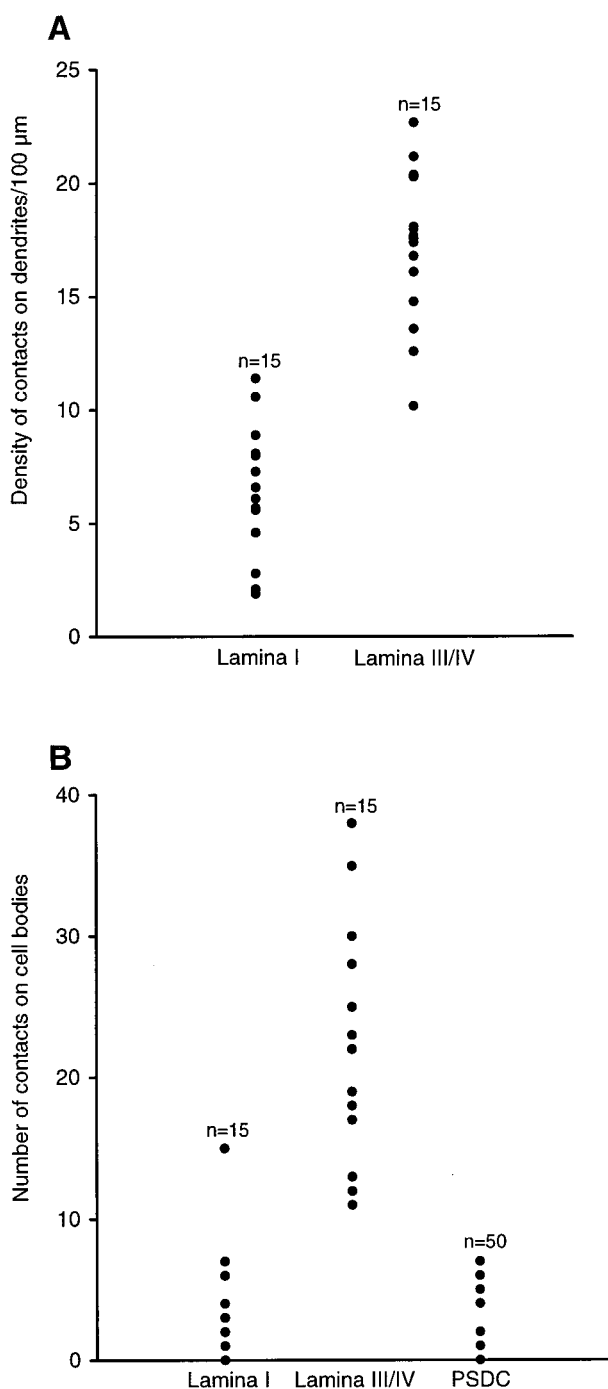 A
Density of contacts on dendrites/100 µm
25
20
15
10
5
0
n=15
n=15
Lamina I
Lamina III/IV
B
Number of contacts on cell bodies
40
30
20
10
0
n=15
n=15
n=50
Lamina I
Lamina III/IV
PSDC